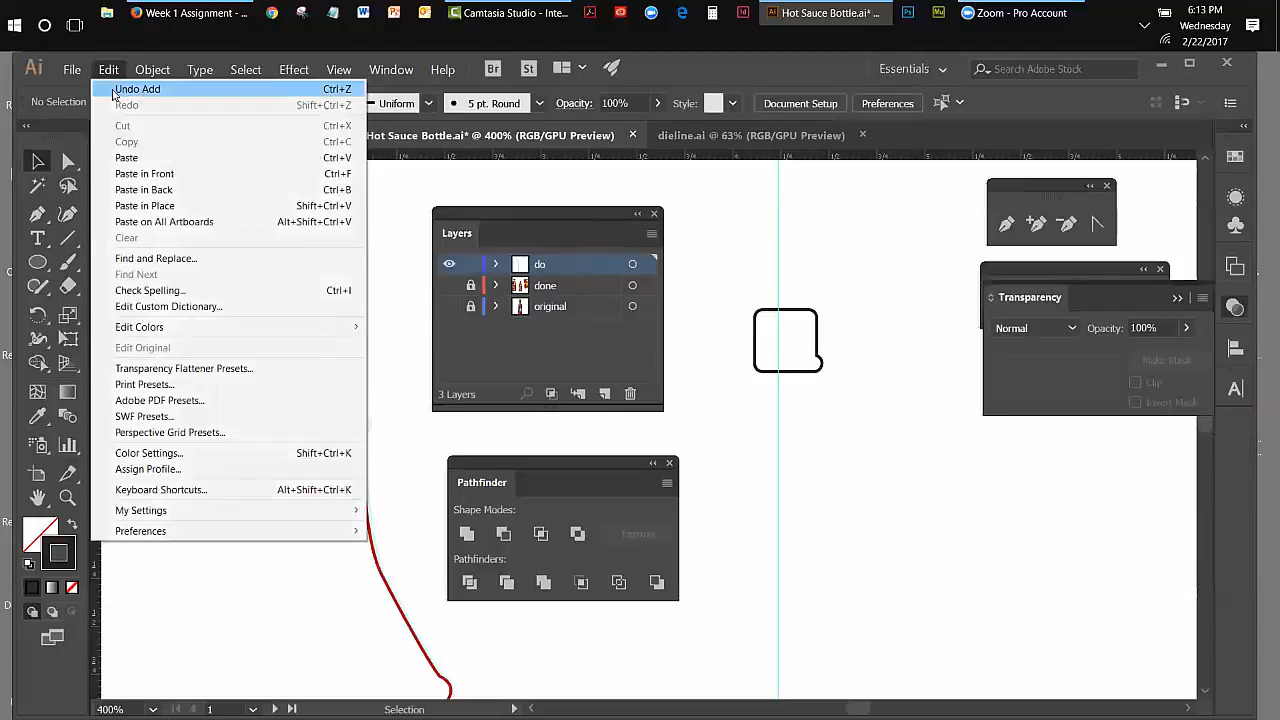 Week 1 Assignment - ...
Camtasia Studio - Inte...
Hot Sauce Bottle.ai* ...
Zoom - Pro Account
6:13 PM
Wednesday
2/22/2017
Ai File Edit Object Type Select Effect View Window Help Br St Essentials Search Adobe Stock
No Selection Uniform 5 pt. Round Opacity: 100% Style: Document Setup Preferences
Hot Sauce Bottle.ai* @ 400% (RGB/GPU Preview) dieline.ai @ 63% (RGB/GPU Preview)
Undo Add Ctrl+Z
Redo Shift+Ctrl+Z
Cut Ctrl+X
Copy Ctrl+C
Paste Ctrl+V
Paste in Front Ctrl+F
Paste in Back Ctrl+B
Paste in Place Shift+Ctrl+V
Paste on All Artboards Alt+Shift+Ctrl+V
Clear
Find and Replace...
Find Next
Check Spelling... Ctrl+I
Edit Custom Dictionary...
Edit Colors
Edit Original
Transparency Flattener Presets...
Print Presets...
Adobe PDF Presets...
SWF Presets...
Perspective Grid Presets...
Color Settings... Shift+Ctrl+K
Assign Profile...
Keyboard Shortcuts... Alt+Shift+Ctrl+K
My Settings
Preferences
Layers
do
done
original
3 Layers
Pathfinder
Shape Modes:
Expand
Pathfinders:
Transparency
Normal Opacity: 100%
Make Mask
Clip
Invert Mask
400% 1 Selection